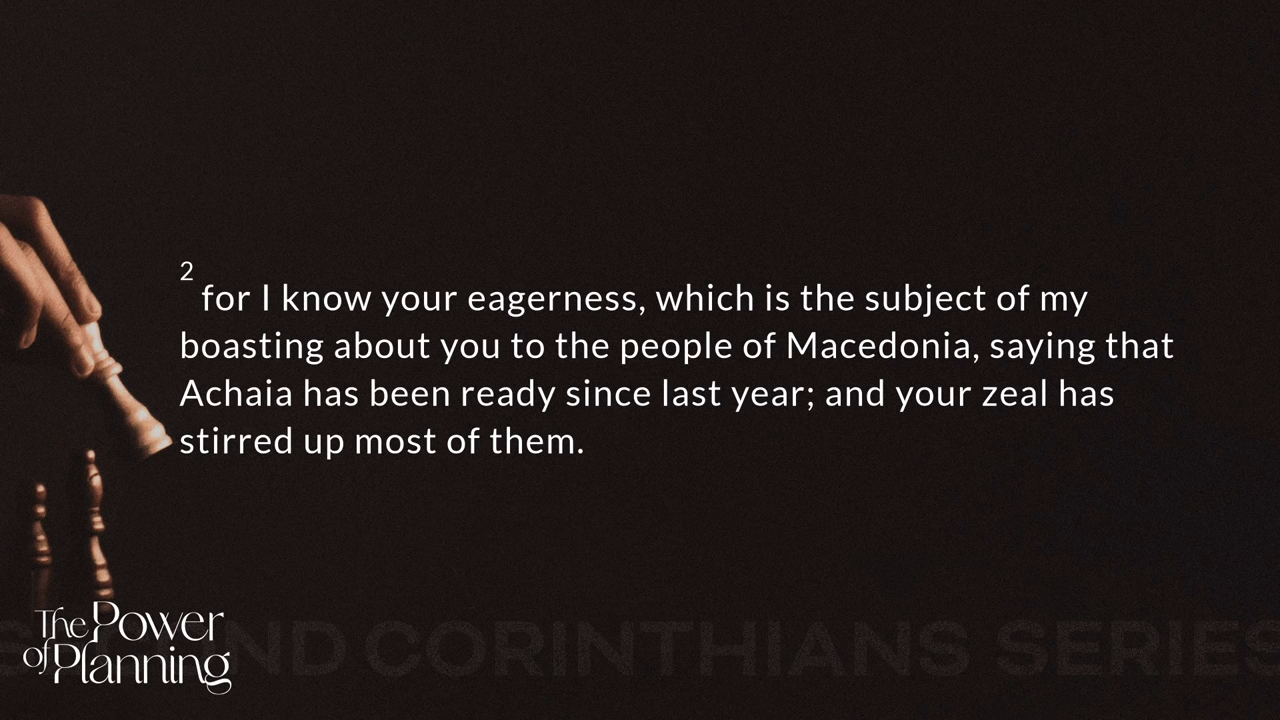 2
for I know your eagerness, which is the subject of my
boasting about you to the people of Macedonia, saying that
Achaia has been ready since last year; and your zeal has
stirred up most of them.
The Power
of Planning
SECOND CORINTHIANS SERIES